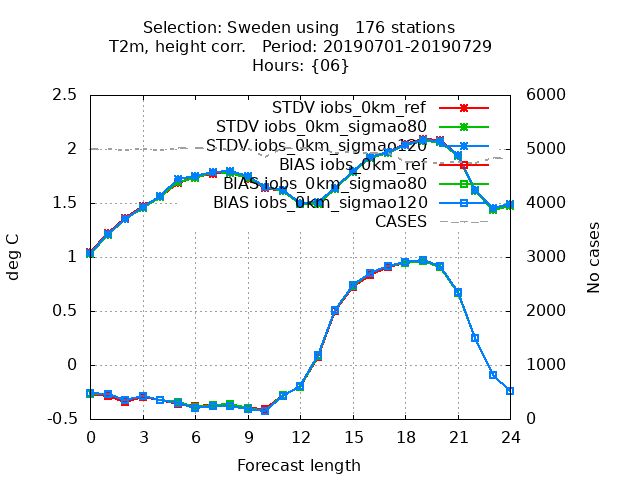 Selection: Sweden using   176 stations
T2m, height corr.   Period: 20190701-20190729
Hours: {06}
2.5
2
1.5
1
0.5
0
-0.5
deg C
STDV iobs_0km_ref
STDV iobs_0km_sigmao80
STDV iobs_0km_sigmao120
BIAS iobs_0km_ref
BIAS iobs_0km_sigmao80
BIAS iobs_0km_sigmao120
CASES
6000
5000
4000
3000
2000
1000
0
No cases
0 3 6 9 12 15 18 21 24
Forecast length